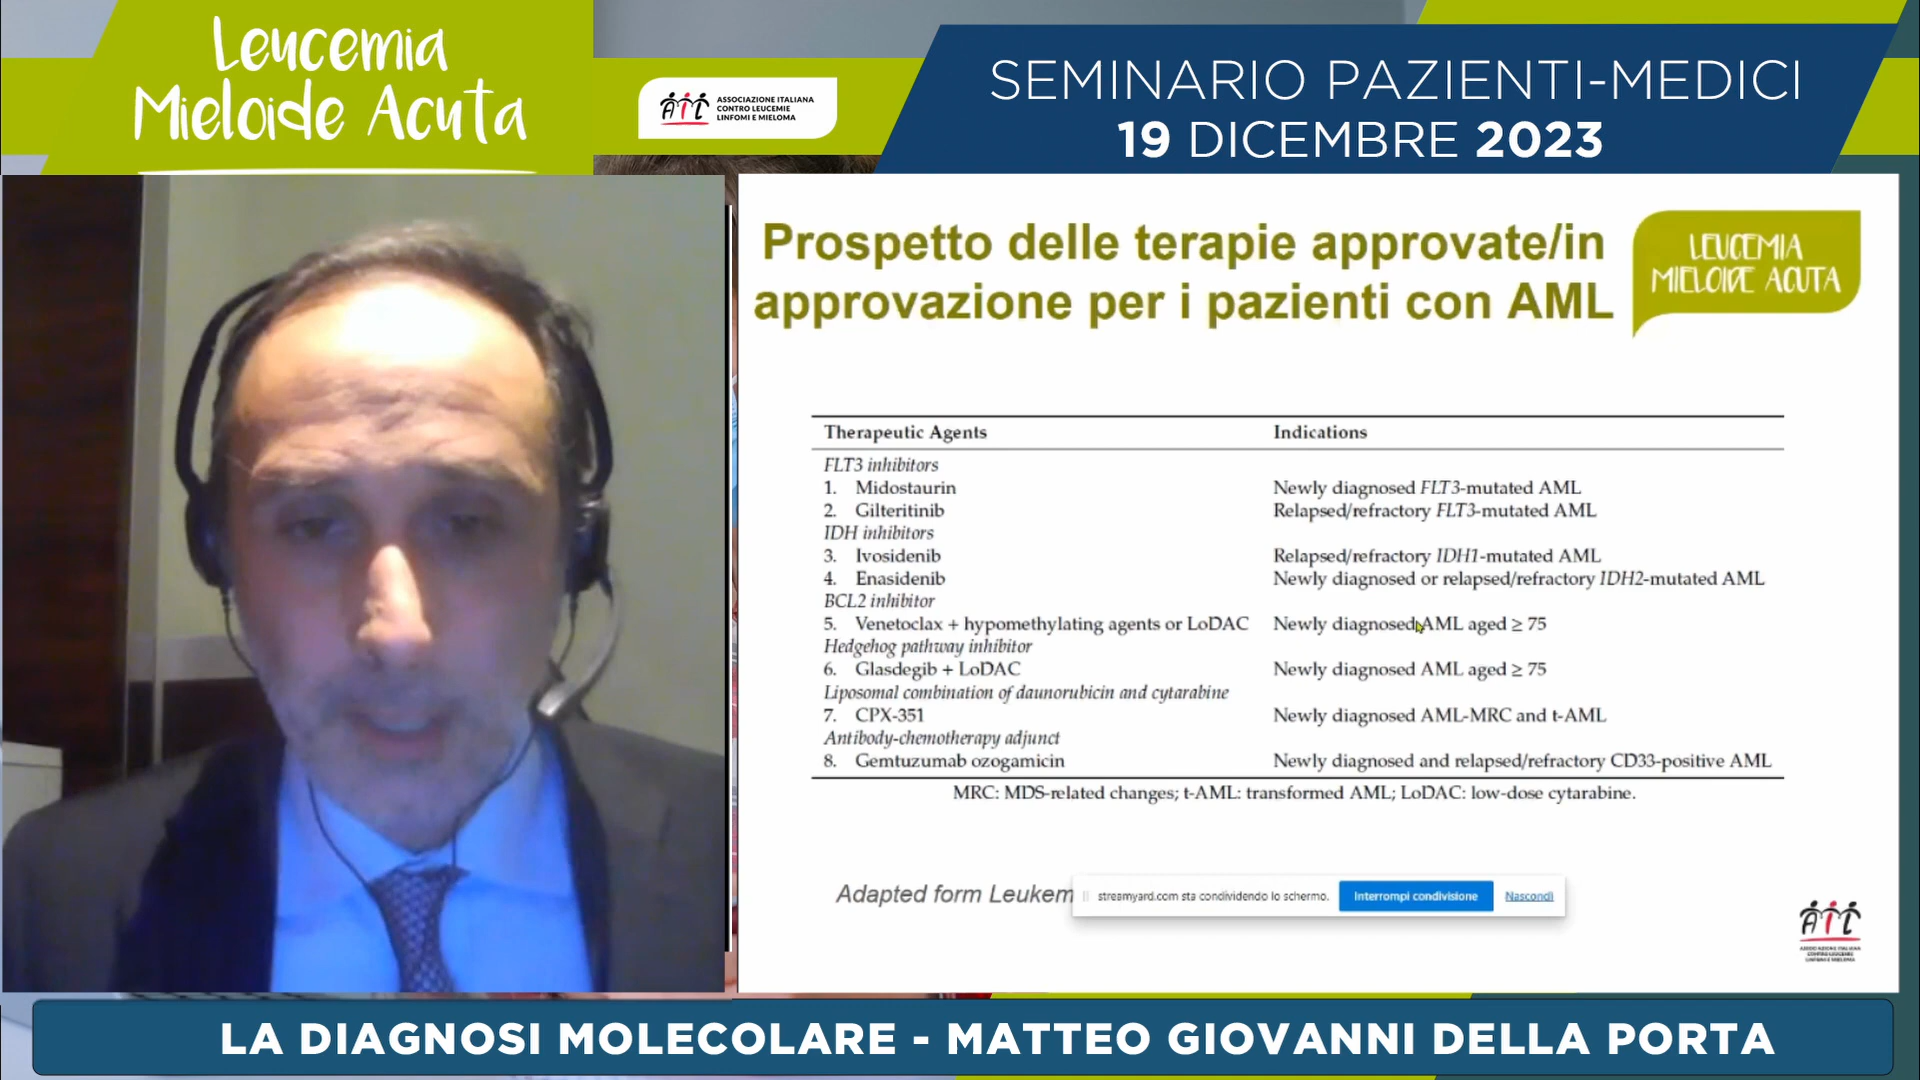 Leucemia
Mieloide Acuta
AIL
ASSOCIAZIONE ITALIANA
CONTRO LEUCEMIE
LINFOMI E MIELOMA
SEMINARIO PAZIENTI-MEDICI
19 DICEMBRE 2023
Prospetto delle terapie approvate/in
approvazione per i pazienti con AML
LEUCEMIA
MIELOIDE ACUTA
Therapeutic Agents Indications
FLT3 inhibitors
1. Midostaurin Newly diagnosed FLT3-mutated AML
2. Gilteritinib Relapsed/refractory FLT3-mutated AML
IDH inhibitors
3. Ivosidenib Relapsed/refractory IDH1-mutated AML
4. Enasidenib Newly diagnosed or relapsed/refractory IDH2-mutated AML
BCL2 inhibitor
5. Venetoclax + hypomethylating agents or LoDAC Newly diagnosed AML aged ≥ 75
Hedgehog pathway inhibitor
6. Glasdegib + LoDAC Newly diagnosed AML aged ≥ 75
Liposomal combination of daunorubicin and cytarabine
7. CPX-351 Newly diagnosed AML-MRC and t-AML
Antibody-chemotherapy adjunct
8. Gemtuzumab ozogamicin Newly diagnosed and relapsed/refractory CD33-positive AML
MRC: MDS-related changes; t-AML: transformed AML; LoDAC: low-dose cytarabine.
Adapted form Leukem
streamyard.com sta condividendo lo schermo. Interrompi condivisione Nascondi
AIL
ASSOCIAZIONE ITALIANA
CONTRO LEUCEMIE
LINFOMI E MIELOMA
LA DIAGNOSI MOLECOLARE - MATTEO GIOVANNI DELLA PORTA